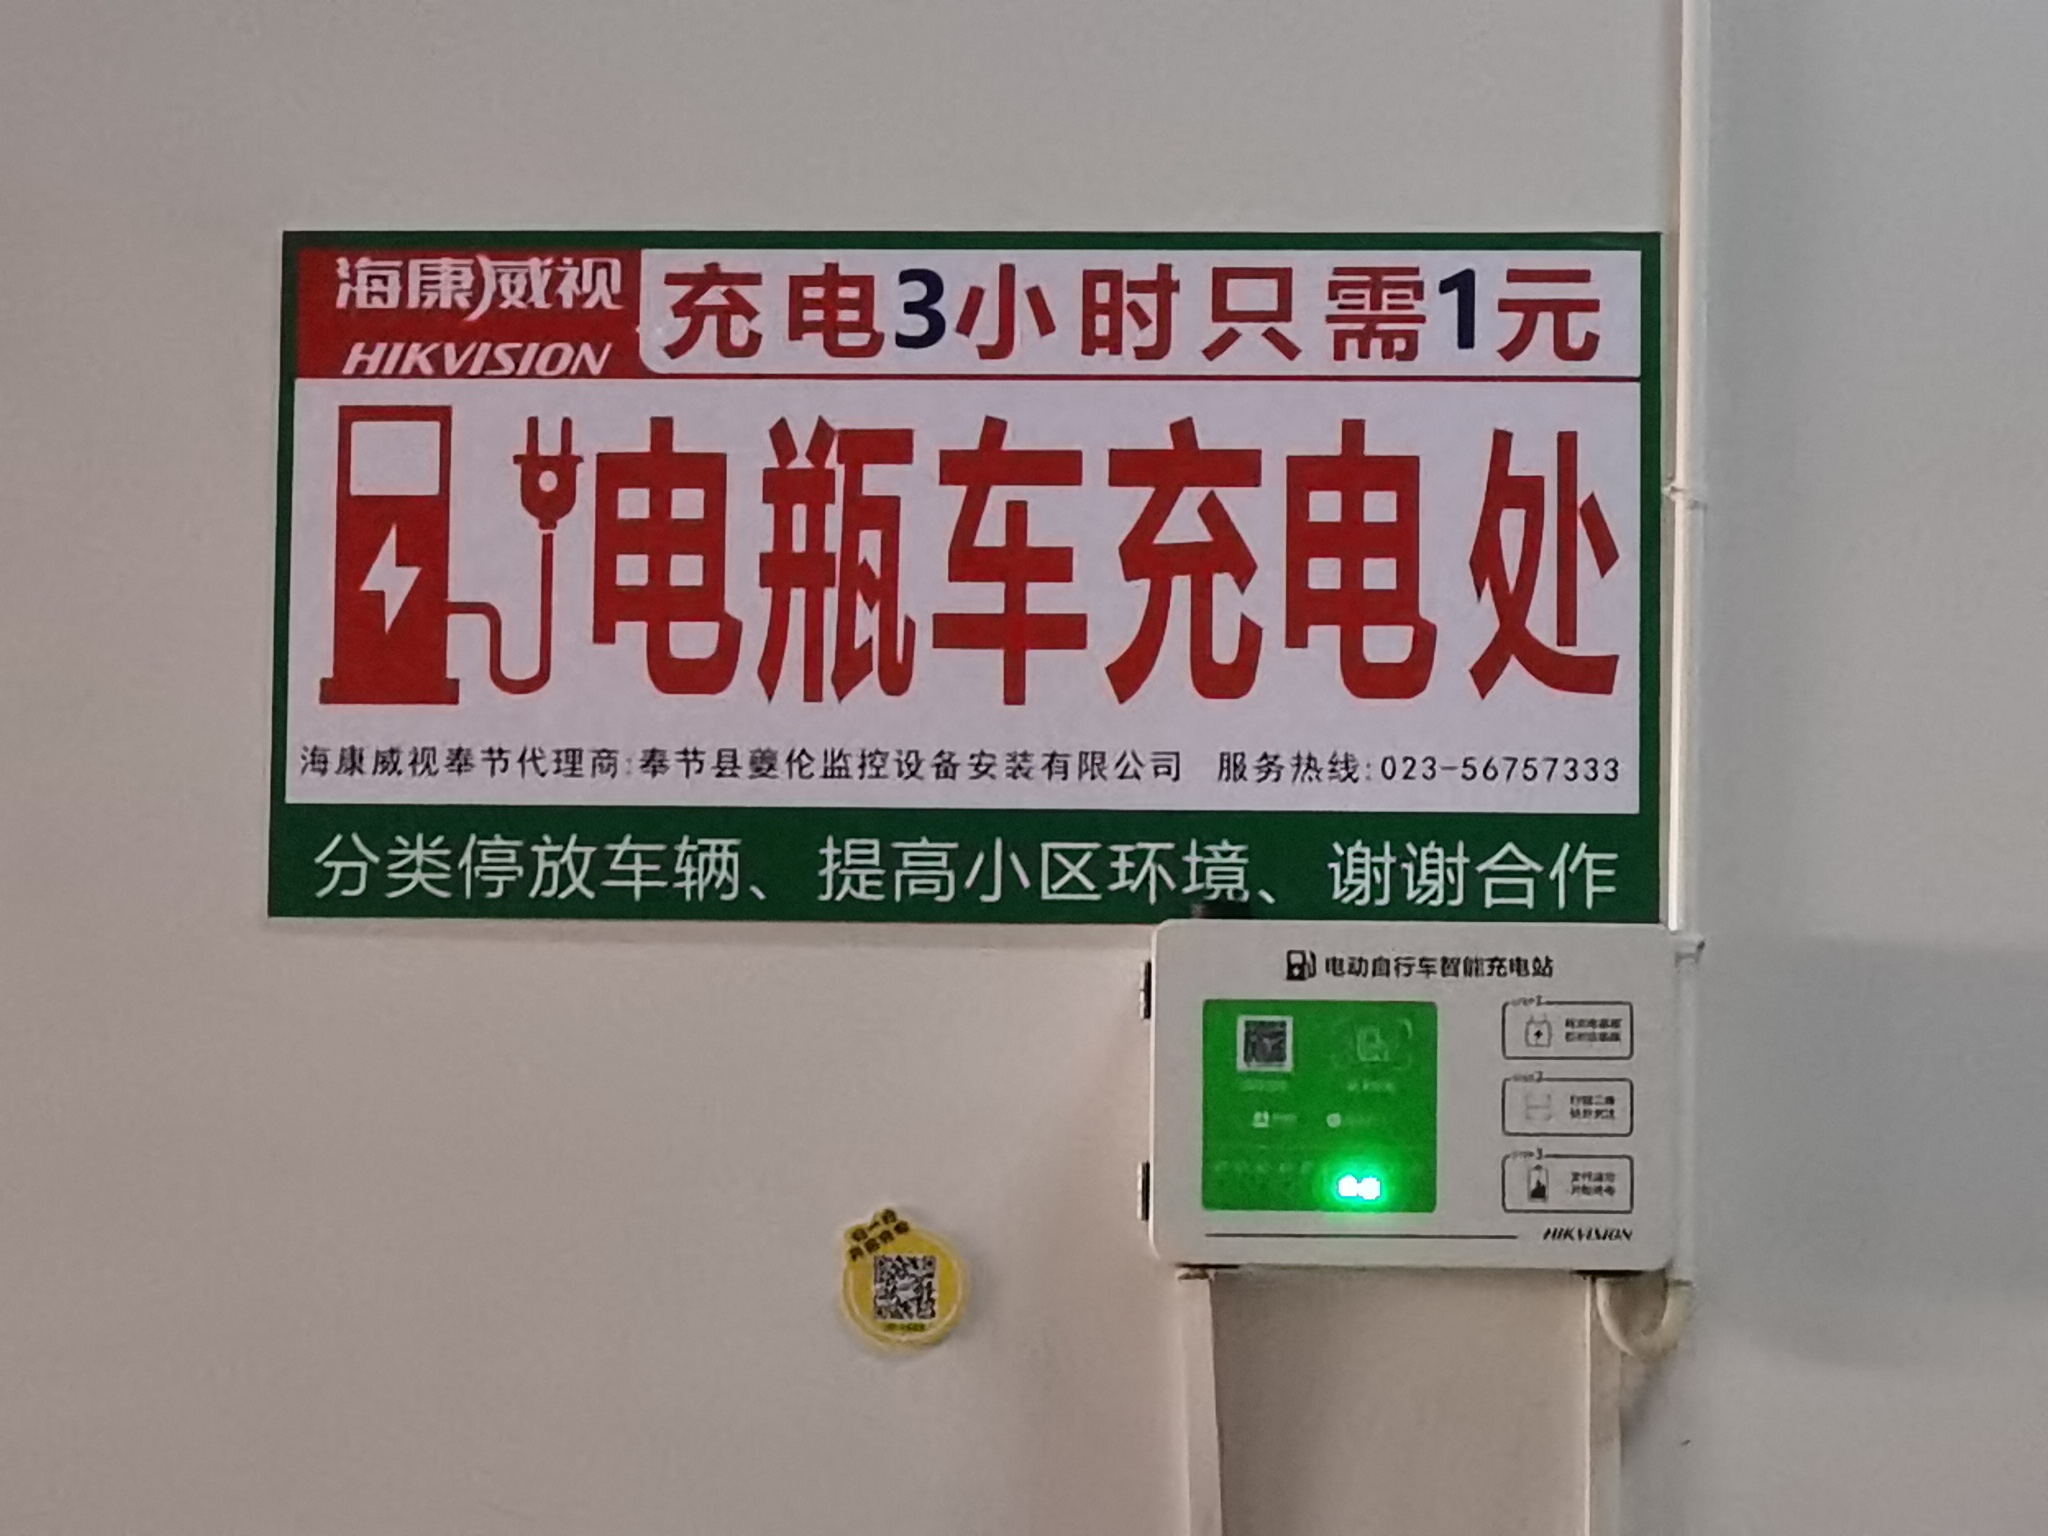 海康威视
HIKVISION
充电3小时只需1元
电瓶车充电处
海康威视奉节代理商:奉节县夔伦监控设备安装有限公司 服务热线:023-56757333
分类停放车辆、提高小区环境、谢谢合作
电动自行车智能充电站
HIKVISION